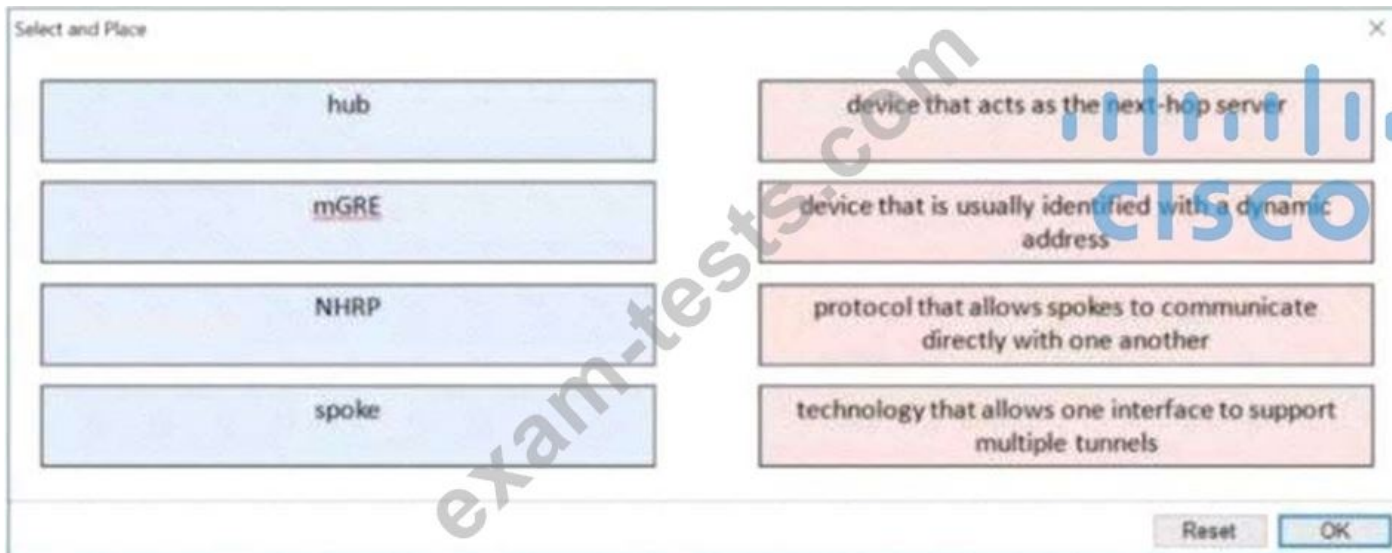 Select and Place
hub
device that acts as the next-hop server
mGRE
device that is usually identified with a dynamic
address
NHRP
protocol that allows spokes to communicate
directly with one another
spoke
technology that allows one interface to support
multiple tunnels
Reset
OK
CISCO
exam-tests.com